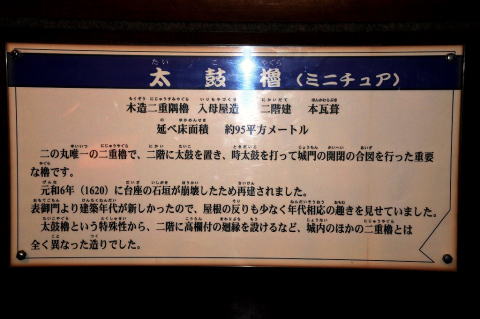 太鼓櫓（ミニチュア）
木造二重隅櫓　入母屋造　二階建　本瓦葺
延べ床面積　約95平方メートル
二の丸唯一の二重櫓で、二階に太鼓を置き、時太鼓を打って城門の開閉の合図を行った重要
な櫓です。
元和6年（1620）に台座の石垣が崩壊したため再建されました。
表御門より建築年代が新しかったので、屋根の反りも少なく年代相応の趣きを見せていました。
太鼓櫓という特殊性から、二階に高欄付の廻縁を設けるなど、城内のほかの二重櫓とは
全く異なった造りでした。